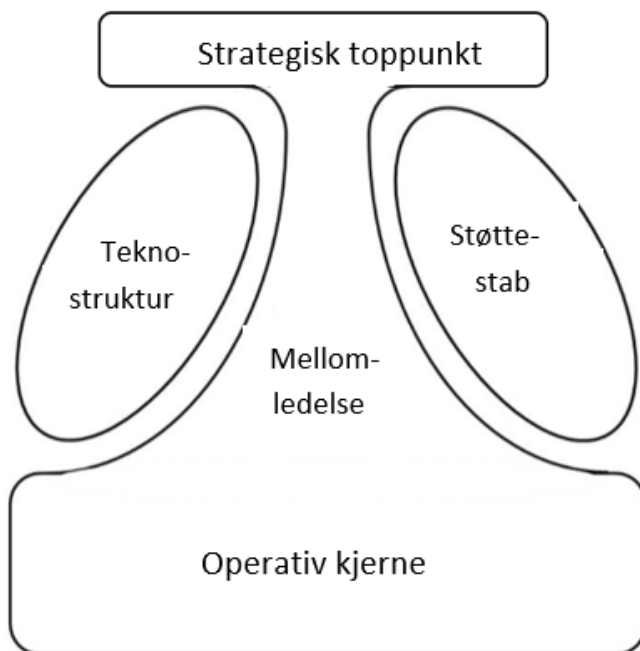 Strategisk toppunkt
Tekno-
struktur
Støtte-
stab
Mellom-
ledelse
Operativ kjerne